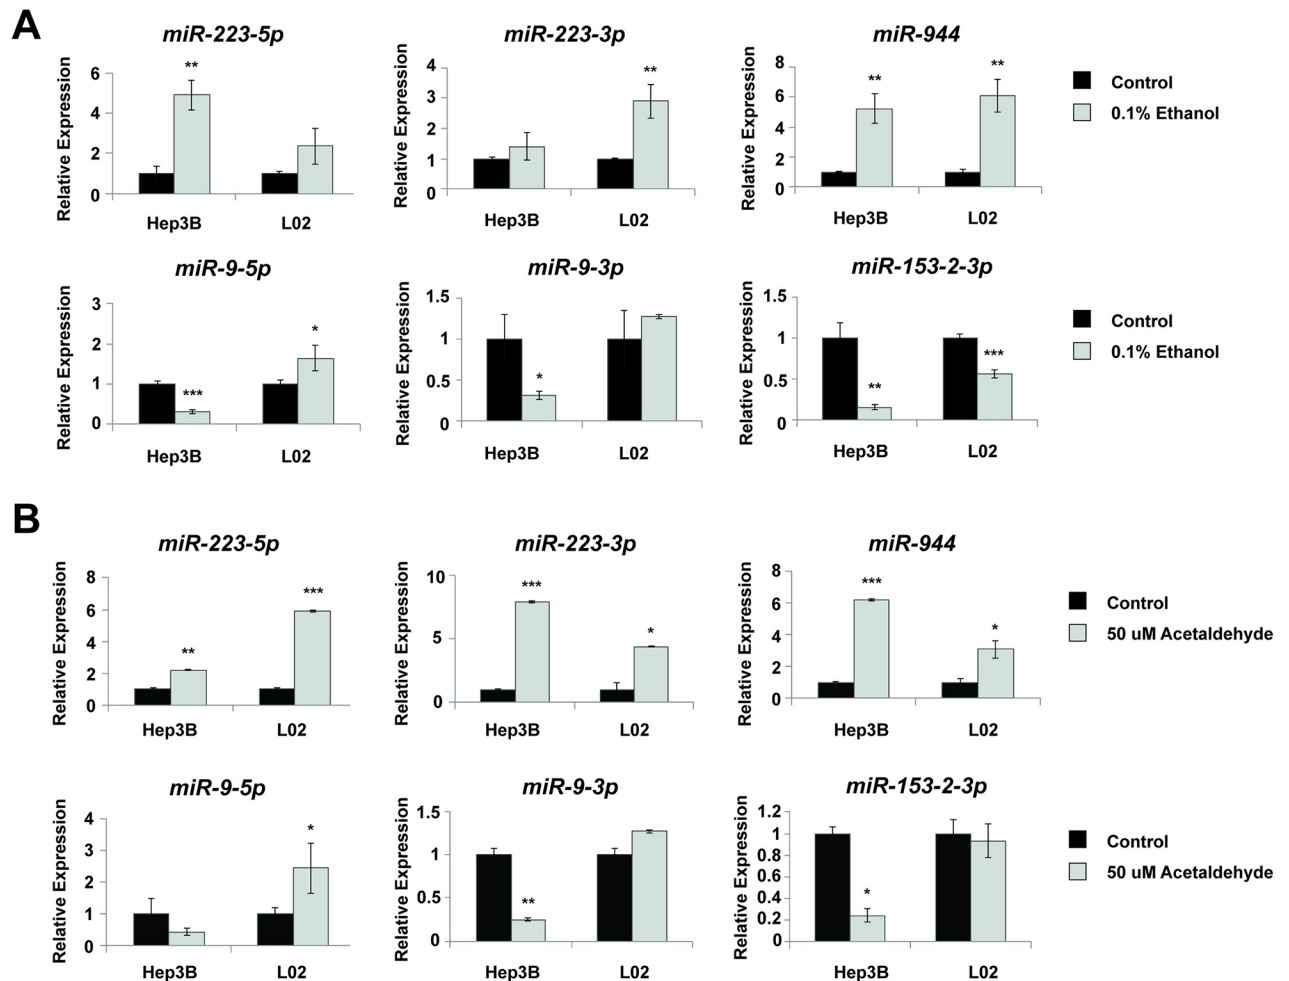 A
miR-223-5p
Relative Expression
6
4
2
0
**
Hep3B
L02
miR-223-3p
Relative Expression
4
3
2
1
0
**
Hep3B
L02
miR-944
Relative Expression
8
6
4
2
0
**
**
Hep3B
L02
Control
0.1% Ethanol
miR-9-5p
Relative Expression
3
2
1
0
***
*
Hep3B
L02
miR-9-3p
Relative Expression
1.5
1
0.5
0
*
Hep3B
L02
miR-153-2-3p
Relative Expression
1.5
1
0.5
0
**
***
Hep3B
L02
Control
0.1% Ethanol
B
miR-223-5p
Relative Expression
8
6
4
2
0
**
***
Hep3B
L02
miR-223-3p
Relative Expression
10
5
0
***
*
Hep3B
L02
miR-944
Relative Expression
8
6
4
2
0
***
*
Hep3B
L02
Control
50 uM Acetaldehyde
miR-9-5p
Relative Expression
4
3
2
1
0
*
Hep3B
L02
miR-9-3p
Relative Expression
1.5
1
0.5
0
**
Hep3B
L02
miR-153-2-3p
Relative Expression
1.2
1
0.8
0.6
0.4
0.2
0
*
Hep3B
L02
Control
50 uM Acetaldehyde